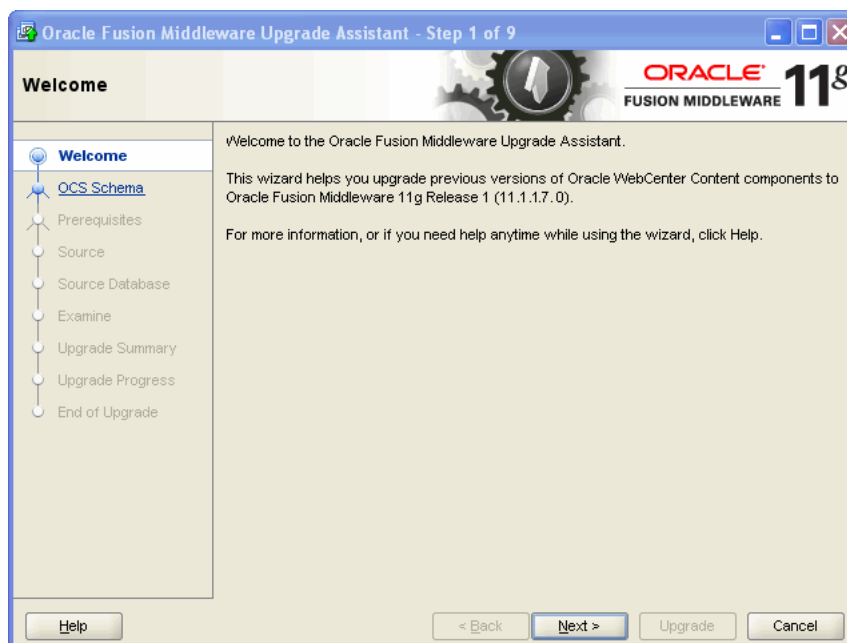 Oracle Fusion Middleware Upgrade Assistant - Step 1 of 9
Welcome
ORACLE
FUSION MIDDLEWARE 11g
Welcome
OCS Schema
Prerequisites
Source
Source Database
Examine
Upgrade Summary
Upgrade Progress
End of Upgrade
Welcome to the Oracle Fusion Middleware Upgrade Assistant.
This wizard helps you upgrade previous versions of Oracle WebCenter Content components to
Oracle Fusion Middleware 11g Release 1 (11.1.1.7.0).
For more information, or if you need help anytime while using the wizard, click Help.
Help
< Back
Next >
Upgrade
Cancel